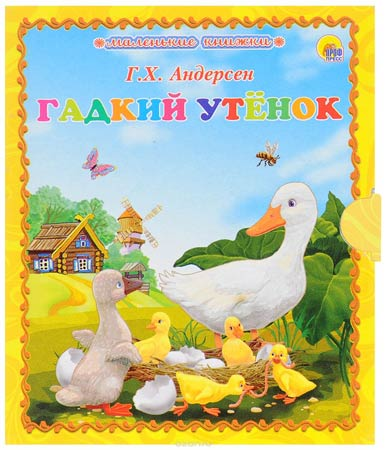 маленькие книжки
ПРОФ
ПРЕСС
Г.Х. Андерсен
ГАДКИЙ УТЁНОК